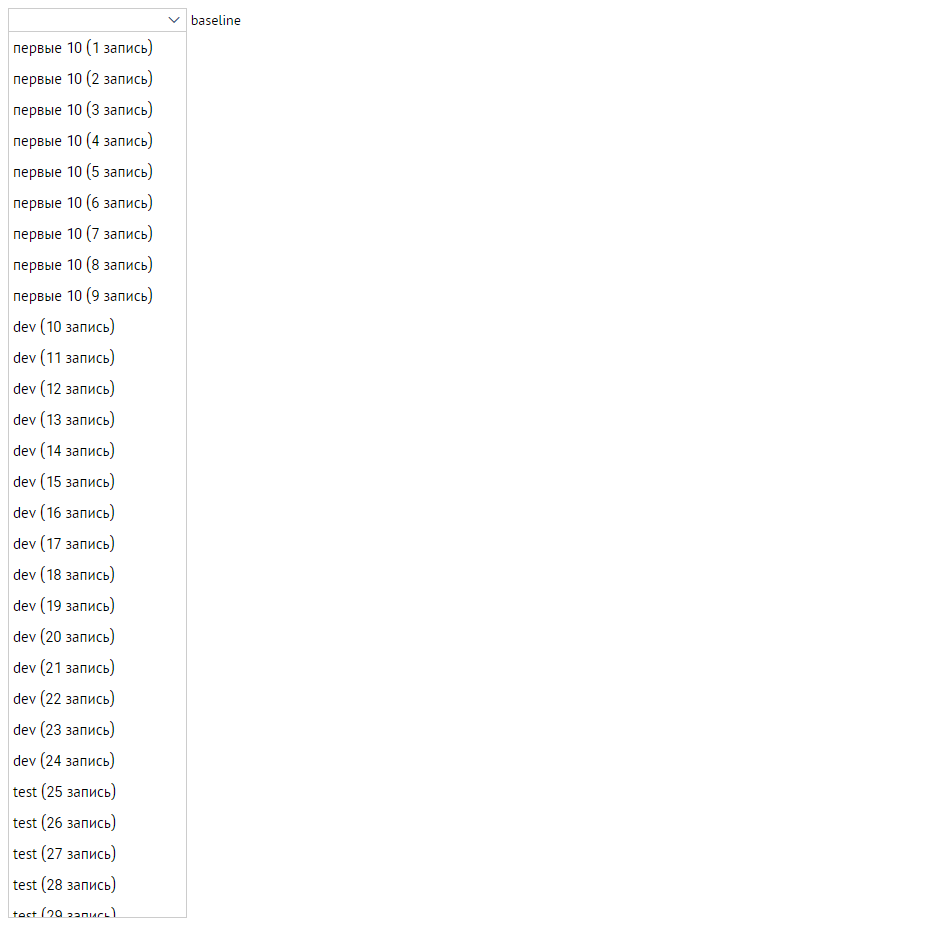 baseline
первые 10 (1 запись)
первые 10 (2 запись)
первые 10 (3 запись)
первые 10 (4 запись)
первые 10 (5 запись)
первые 10 (6 запись)
первые 10 (7 запись)
первые 10 (8 запись)
первые 10 (9 запись)
dev (10 запись)
dev (11 запись)
dev (12 запись)
dev (13 запись)
dev (14 запись)
dev (15 запись)
dev (16 запись)
dev (17 запись)
dev (18 запись)
dev (19 запись)
dev (20 запись)
dev (21 запись)
dev (22 запись)
dev (23 запись)
dev (24 запись)
test (25 запись)
test (26 запись)
test (27 запись)
test (28 запись)
test (29 запись)